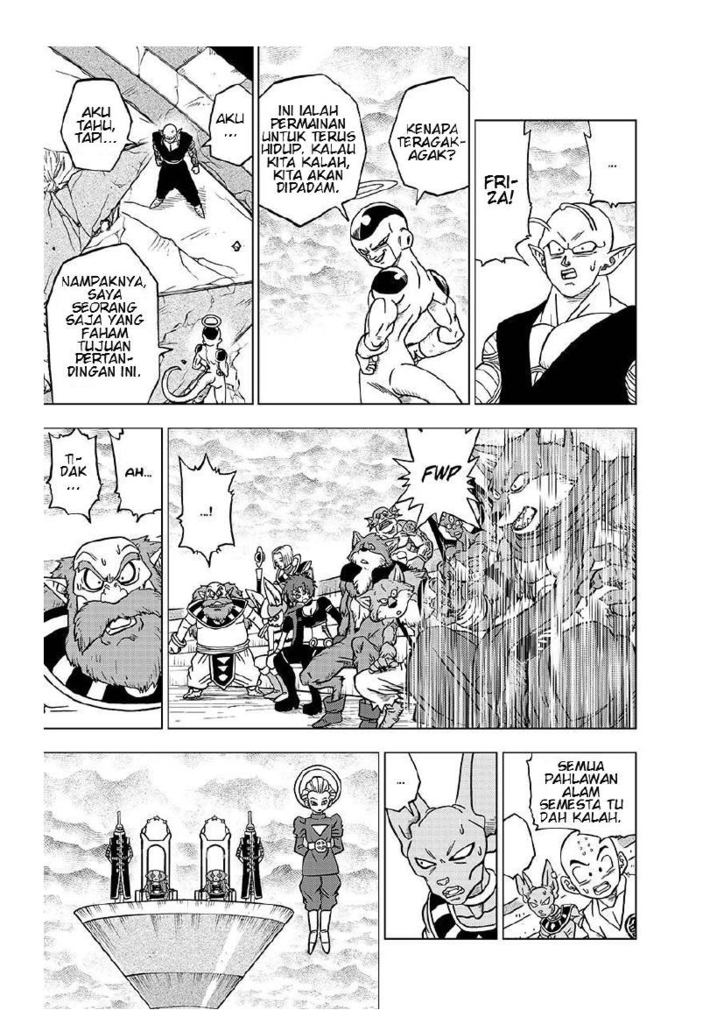 ...
FRI-
ZA!
KENAPA
TERAGAK-
AGAK?
INI IALAH
PERMAINAN
UNTUK TERUS
HIDUP. KALAU
KITA KALAH,
KITA AKAN
DIPADAM.
AKU
...
AKU
TAHU,
TAPI...
NAMPAKNYA,
SAYA
SEORANG
SAJA YANG
FAHAM
TUJUAN
PERTAN-
DINGAN INI.
FWP
...!
AH...
TI-
DAK
...
SEMUA
PAHLAWAN
ALAM
SEMESTA TU
DAH KALAH.
...